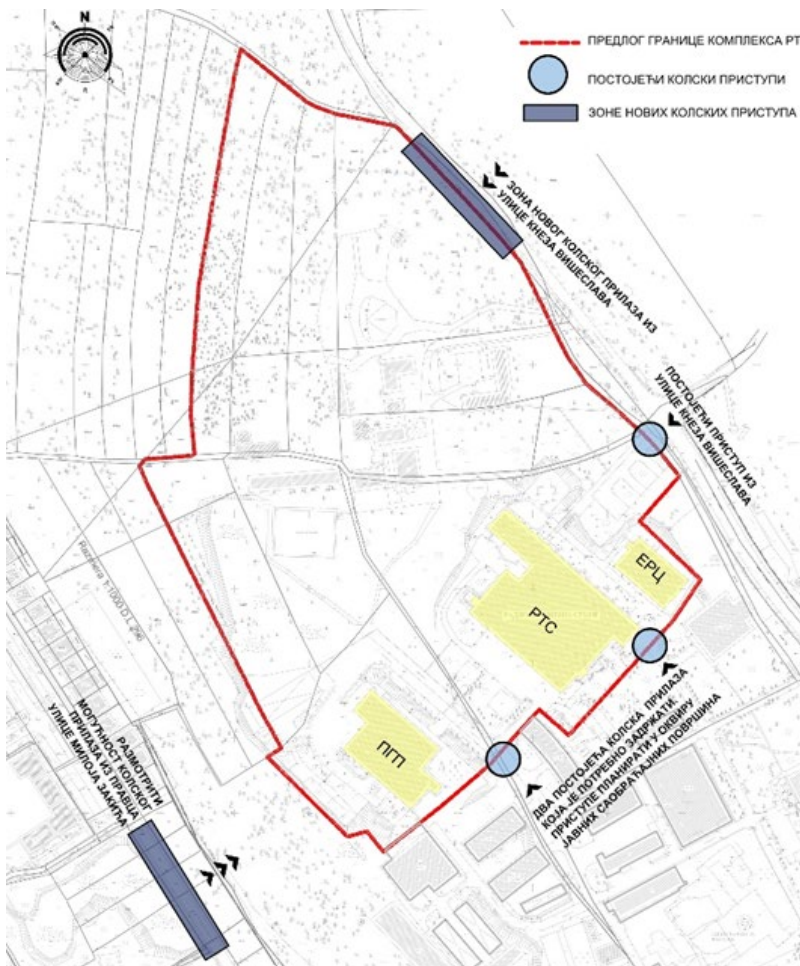 N
ПРЕДЛОГ ГРАНИЦЕ КОМПЛЕКСА РТ
ПОСТОЈЕЋИ КОЛСКИ ПРИСТУПИ
ЗОНЕ НОВИХ КОЛСКИХ ПРИСТУПА
ЗОНА НОВОГ КОЛСКОГ ПРИЛАЗА ИЗ
УЛИЦЕ КНЕЗА ВИШЕСЛАВА
ПОСТОЈЕЋИ ПРИСТУП ИЗ
УЛИЦЕ КНЕЗА ВИШЕСЛАВА
ЕРЦ
РТС
ПГП
ДВА ПОСТОЈЕЋА КОЛСКА ПРИЛАЗА
КОЈА ЈЕ ПОТРЕБНО ЗАДРЖАТИ
ПРИСТУПЕ ПЛАНИРАТИ У ОКВИРУ
ЈАВНИХ САОБРАЋАЈНИХ ПОВРШИНА
РАЗМОТРИТИ
МОГУЋНОСТ КОЛСКОГ
ПРИЛАЗА ИЗ ПРАВЦА
УЛИЦЕ МИЛОЈА ЗАКИЋА